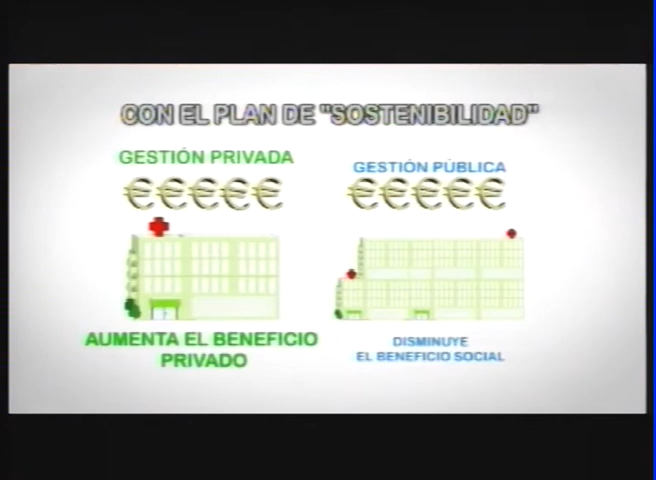 CON EL PLAN DE "SOSTENIBILIDAD"
GESTIÓN PRIVADA
€€€€€
AUMENTA EL BENEFICIO
PRIVADO
GESTIÓN PÚBLICA
€€€€€
DISMINUYE
EL BENEFICIO SOCIAL